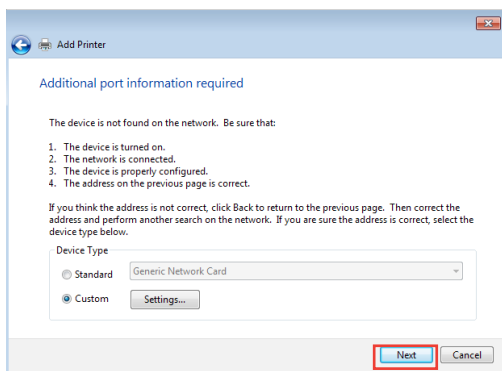 Add Printer
Additional port information required
The device is not found on the network.  Be sure that:
1.  The device is turned on.
2.  The network is connected.
3.  The device is properly configured.
4.  The address on the previous page is correct.
If you think the address is not correct, click Back to return to the previous page.  Then correct the
address and perform another search on the network.  If you are sure the address is correct, select the
device type below.
Device Type
Standard
Generic Network Card
Custom
Settings...
Next
Cancel